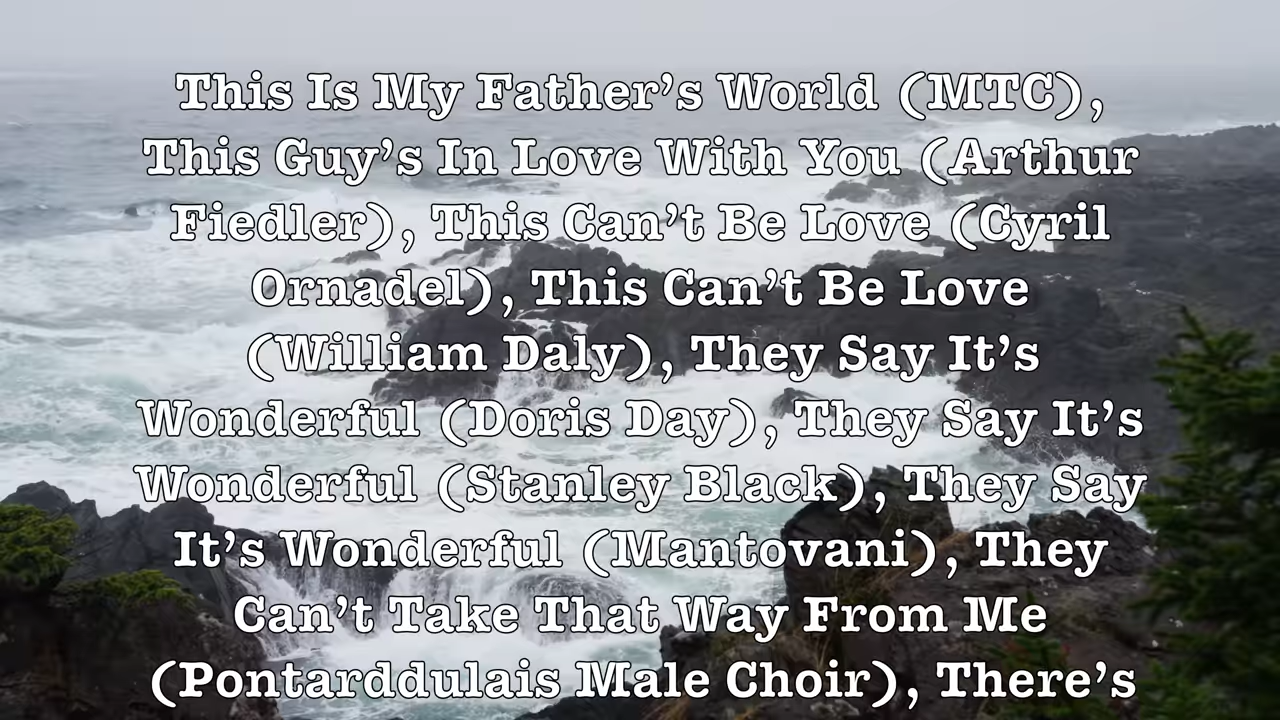 This Is My Father’s World (MTC),
This Guy’s In Love With You (Arthur
Fiedler), This Can’t Be Love (Cyril
Ornadel), This Can’t Be Love
(William Daly), They Say It’s
Wonderful (Doris Day), They Say It’s
Wonderful (Stanley Black), They Say
It’s Wonderful (Mantovani), They
Can’t Take That Way From Me
(Pontarddulais Male Choir), There’s